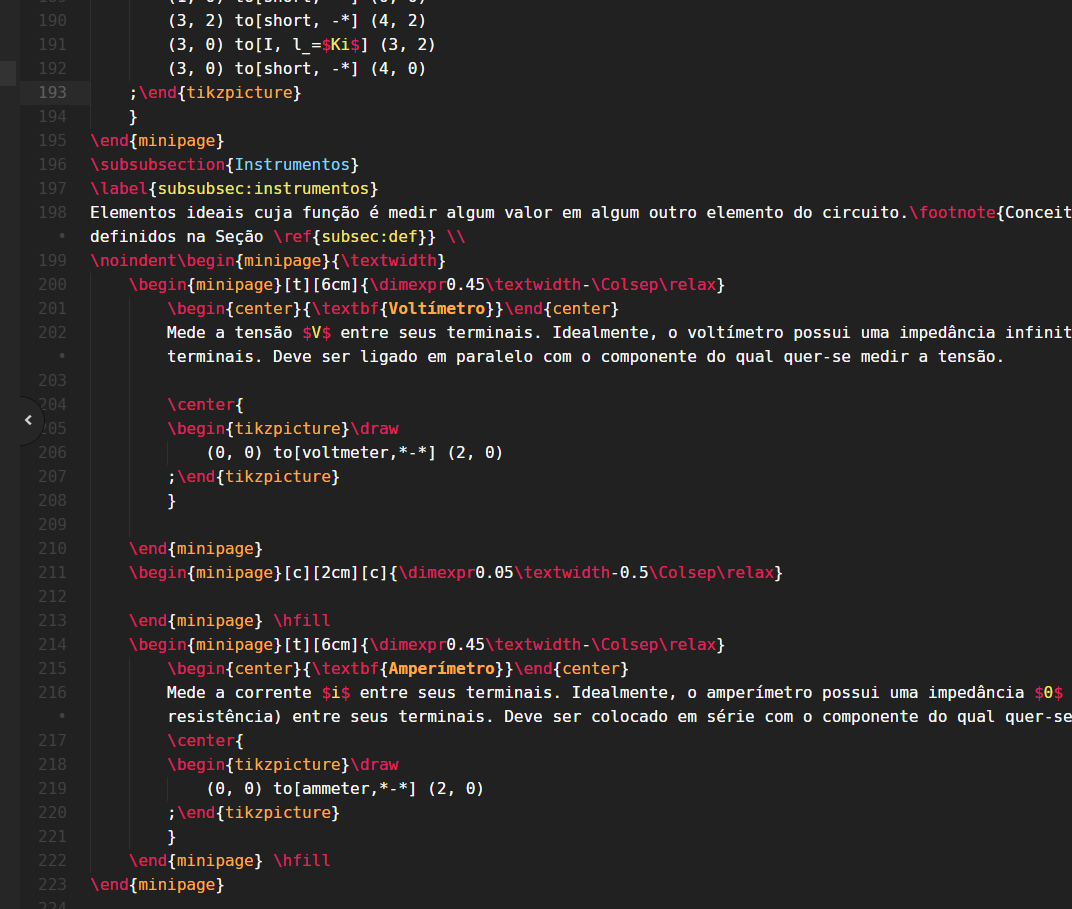 190 (3, 2) to[short, -*] (4, 2)
191 (3, 0) to[I, l_=$Ki$] (3, 2)
192 (3, 0) to[short, -*] (4, 0)
193 ;\end{tikzpicture}
194 }
195 \end{minipage}
196 \subsubsection{Instrumentos}
197 \label{subsubsec:instrumentos}
198 Elementos ideais cuja função é medir algum valor em algum outro elemento do circuito.\footnote{Conceit
• definidos na Seção \ref{subsec:def}} \\
199 \noindent\begin{minipage}{\textwidth}
200 \begin{minipage}[t][6cm]{\dimexpr0.45\textwidth-\Colsep\relax}
201 \begin{center}{\textbf{Voltímetro}}\end{center}
202 Mede a tensão $V$ entre seus terminais. Idealmente, o voltímetro possui uma impedância infinit
• terminais. Deve ser ligado em paralelo com o componente do qual quer-se medir a tensão.
203
204 \center{
205 \begin{tikzpicture}\draw
206 (0, 0) to[voltmeter,*-*] (2, 0)
207 ;\end{tikzpicture}
208 }
209
210 \end{minipage}
211 \begin{minipage}[c][2cm][c]{\dimexpr0.05\textwidth-0.5\Colsep\relax}
212
213 \end{minipage} \hfill
214 \begin{minipage}[t][6cm]{\dimexpr0.45\textwidth-\Colsep\relax}
215 \begin{center}{\textbf{Amperímetro}}\end{center}
216 Mede a corrente $i$ entre seus terminais. Idealmente, o amperímetro possui uma impedância $0$
• resistência) entre seus terminais. Deve ser colocado em série com o componente do qual quer-se
217 \center{
218 \begin{tikzpicture}\draw
219 (0, 0) to[ammeter,*-*] (2, 0)
220 ;\end{tikzpicture}
221 }
222 \end{minipage} \hfill
223 \end{minipage}
224